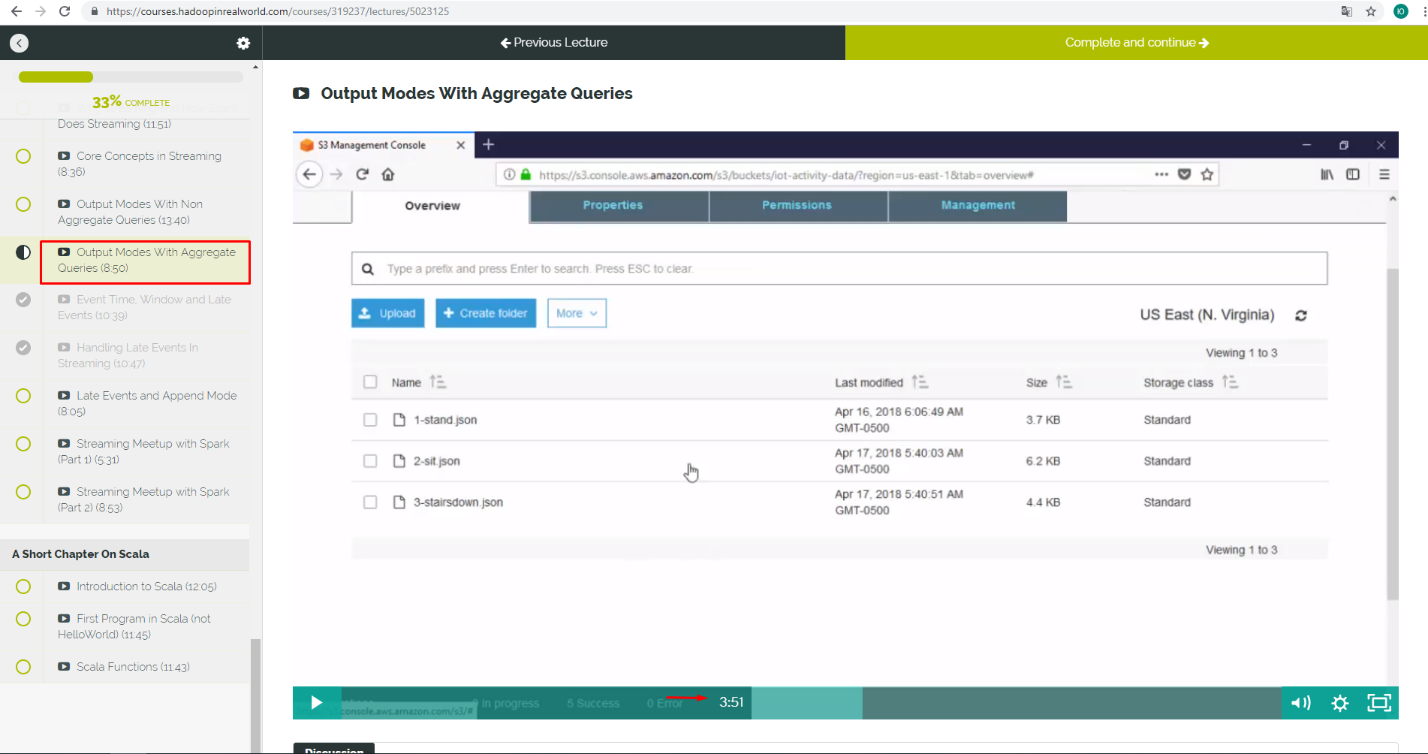 https://courses.hadoopinrealworld.com/courses/319237/lectures/5023125
Previous Lecture
Complete and continue
33% COMPLETE
Does Streaming (11:51)
Core Concepts in Streaming
(8:36)
Output Modes With Non
Aggregate Queries (13:40)
Output Modes With Aggregate
Queries (8:50)
Event Time, Window and Late
Events (10:39)
Handling Late Events In
Streaming (10:47)
Late Events and Append Mode
(8:05)
Streaming Meetup with Spark
(Part 1) (5:31)
Streaming Meetup with Spark
(Part 2) (8:53)
A Short Chapter On Scala
Introduction to Scala (12:05)
First Program in Scala (not
HelloWorld) (11:45)
Scala Functions (11:43)
Output Modes With Aggregate Queries
S3 Management Console
https://s3.console.aws.amazon.com/s3/buckets/iot-activity-data/?region=us-east-1&tab=overview#
Overview Properties Permissions Management
Type a prefix and press Enter to search. Press ESC to clear.
Upload + Create folder More
US East (N. Virginia)
Viewing 1 to 3
Name Last modified Size Storage class
1-stand.json Apr 16, 2018 6:06:49 AM GMT-0500 3.7 KB Standard
2-sit.json Apr 17, 2018 5:40:03 AM GMT-0500 6.2 KB Standard
3-stairsdown.json Apr 17, 2018 5:40:51 AM GMT-0500 4.4 KB Standard
Viewing 1 to 3
In progress 5 Success 0 Error
3:51
console.aws.amazon.com/s3/#
Discussion